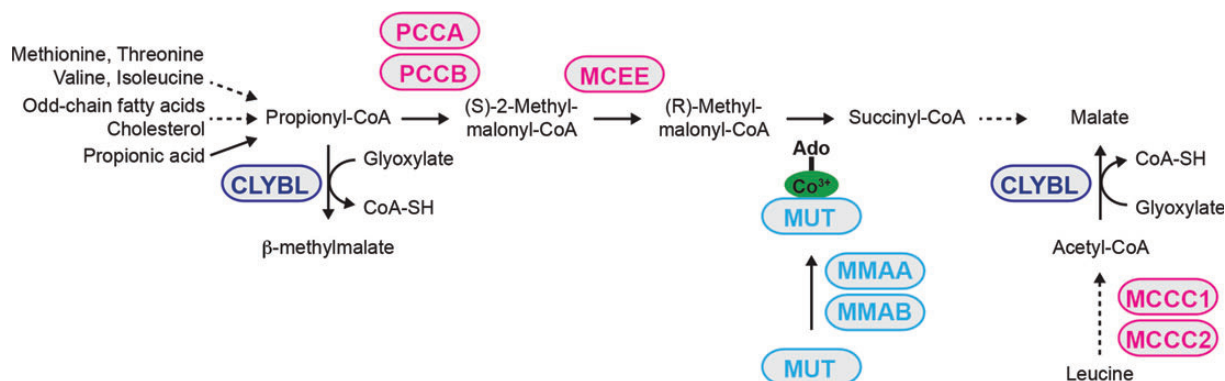 PCCA
PCCB
MCEE
Methionine, Threonine
Valine, Isoleucine
Odd-chain fatty acids
Cholesterol
Propionic acid
Propionyl-CoA
(S)-2-Methyl-
malonyl-CoA
(R)-Methyl-
malonyl-CoA
Succinyl-CoA
Malate
CLYBL
Glyoxylate
CoA-SH
β-methylmalate
Ado
Co³⁺
MUT
MMAA
MMAB
MUT
CLYBL
CoA-SH
Glyoxylate
Acetyl-CoA
MCCC1
MCCC2
Leucine